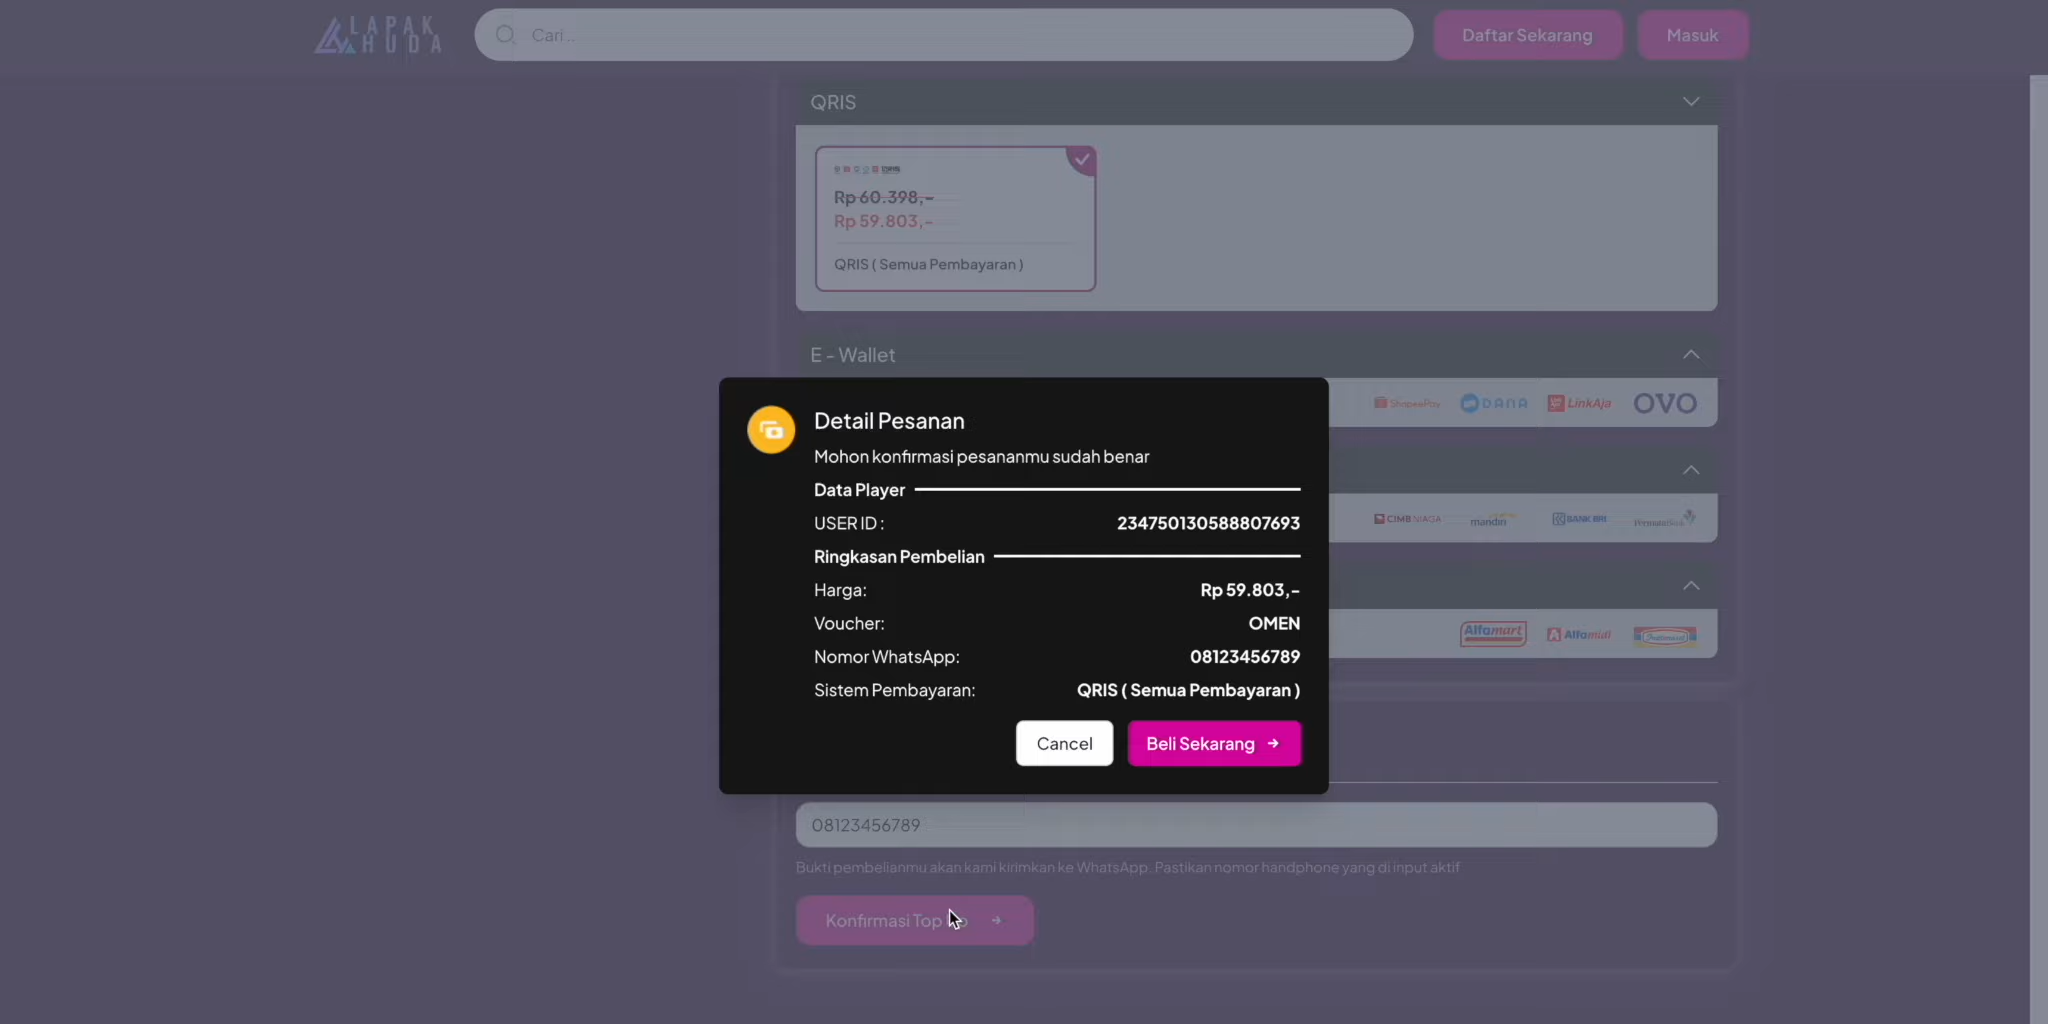 LAPAK
HUDA
Cari ..
Daftar Sekarang
Masuk
QRIS
Rp 60.398,-
Rp 59.803,-
QRIS ( Semua Pembayaran )
E - Wallet
ShopeePay
DANA
LinkAja
OVO
Detail Pesanan
Mohon konfirmasi pesananmu sudah benar
Data Player
USER ID :
234750130588807693
Ringkasan Pembelian
Harga:
Rp 59.803,-
Voucher:
OMEN
Nomor WhatsApp:
08123456789
Sistem Pembayaran:
QRIS ( Semua Pembayaran )
Cancel
Beli Sekarang
CIMB NIAGA
mandiri
BANK BRI
PermataBank
Alfamart
Alfamidi
Indomaret
08123456789
Bukti pembelianmu akan kami kirimkan ke WhatsApp. Pastikan nomor handphone yang di input aktif
Konfirmasi Top